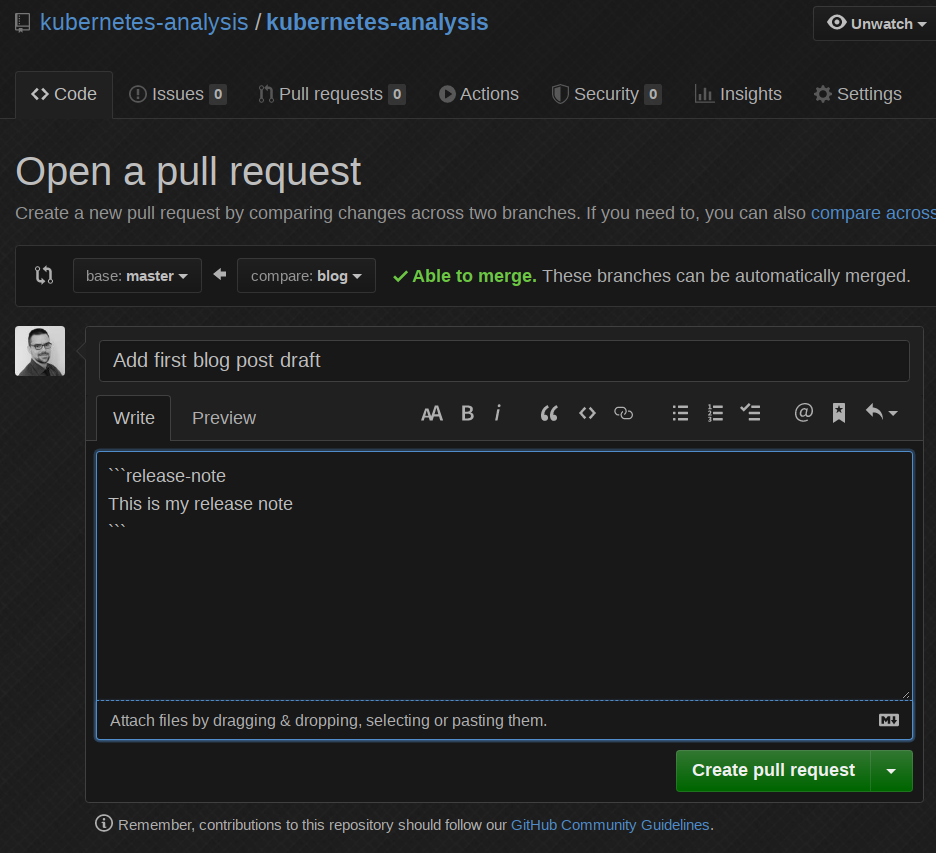 kubernetes-analysis / kubernetes-analysis
Unwatch
Code Issues 0 Pull requests 0 Actions Security 0 Insights Settings
Open a pull request
Create a new pull request by comparing changes across two branches. If you need to, you can also compare across
base: master compare: blog Able to merge. These branches can be automatically merged.
Add first blog post draft
Write Preview AA B i @
```release-note
This is my release note
```
Attach files by dragging & dropping, selecting or pasting them.
Create pull request
Remember, contributions to this repository should follow our GitHub Community Guidelines.